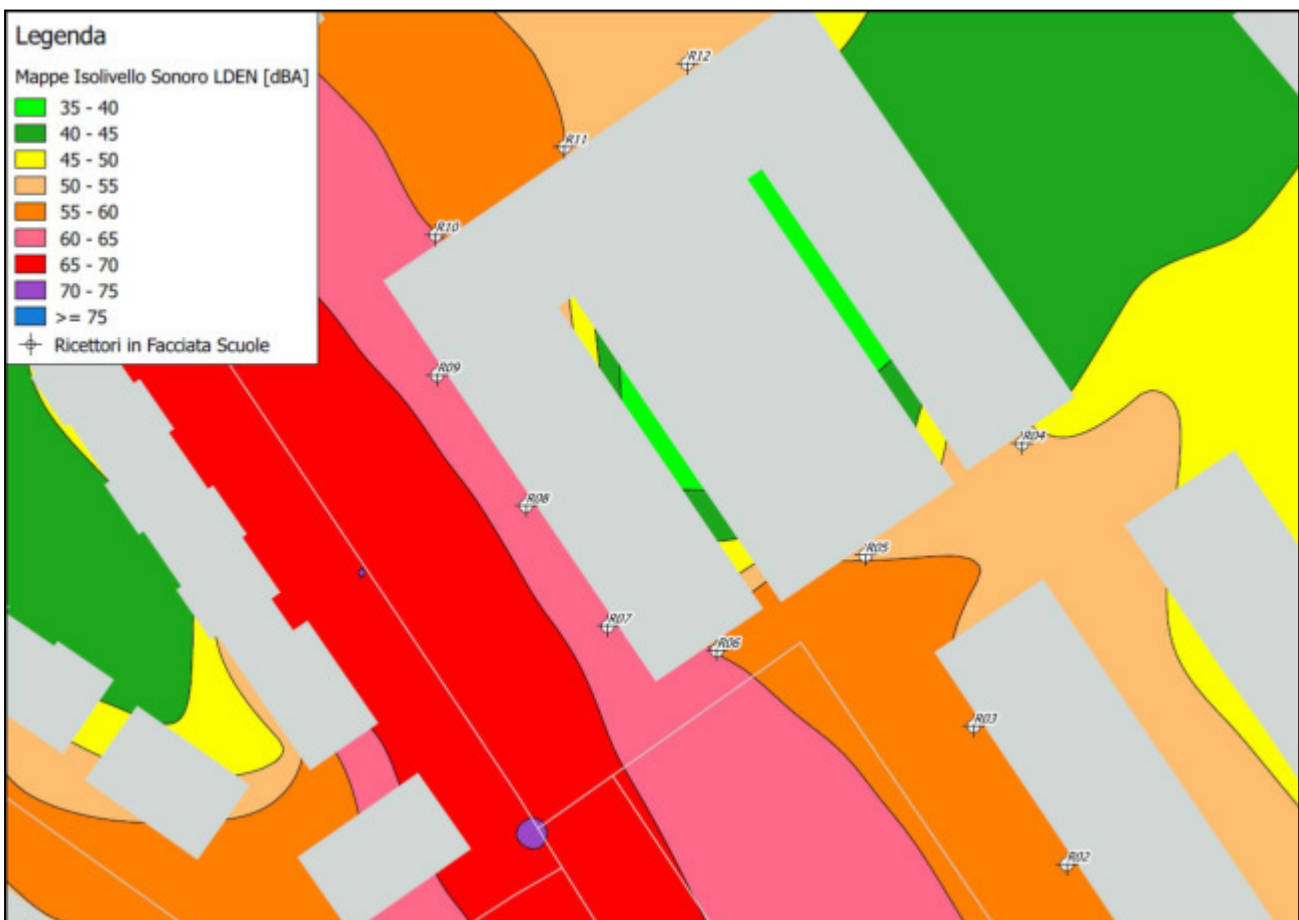 Legenda
Mappe Isolivello Sonoro LDEN [dBA]
35 - 40
40 - 45
45 - 50
50 - 55
55 - 60
60 - 65
65 - 70
70 - 75
>= 75
Ricettori in Facciata Scuole
R12
R11
R10
R09
R04
R08
R05
R07
R06
R03
R02